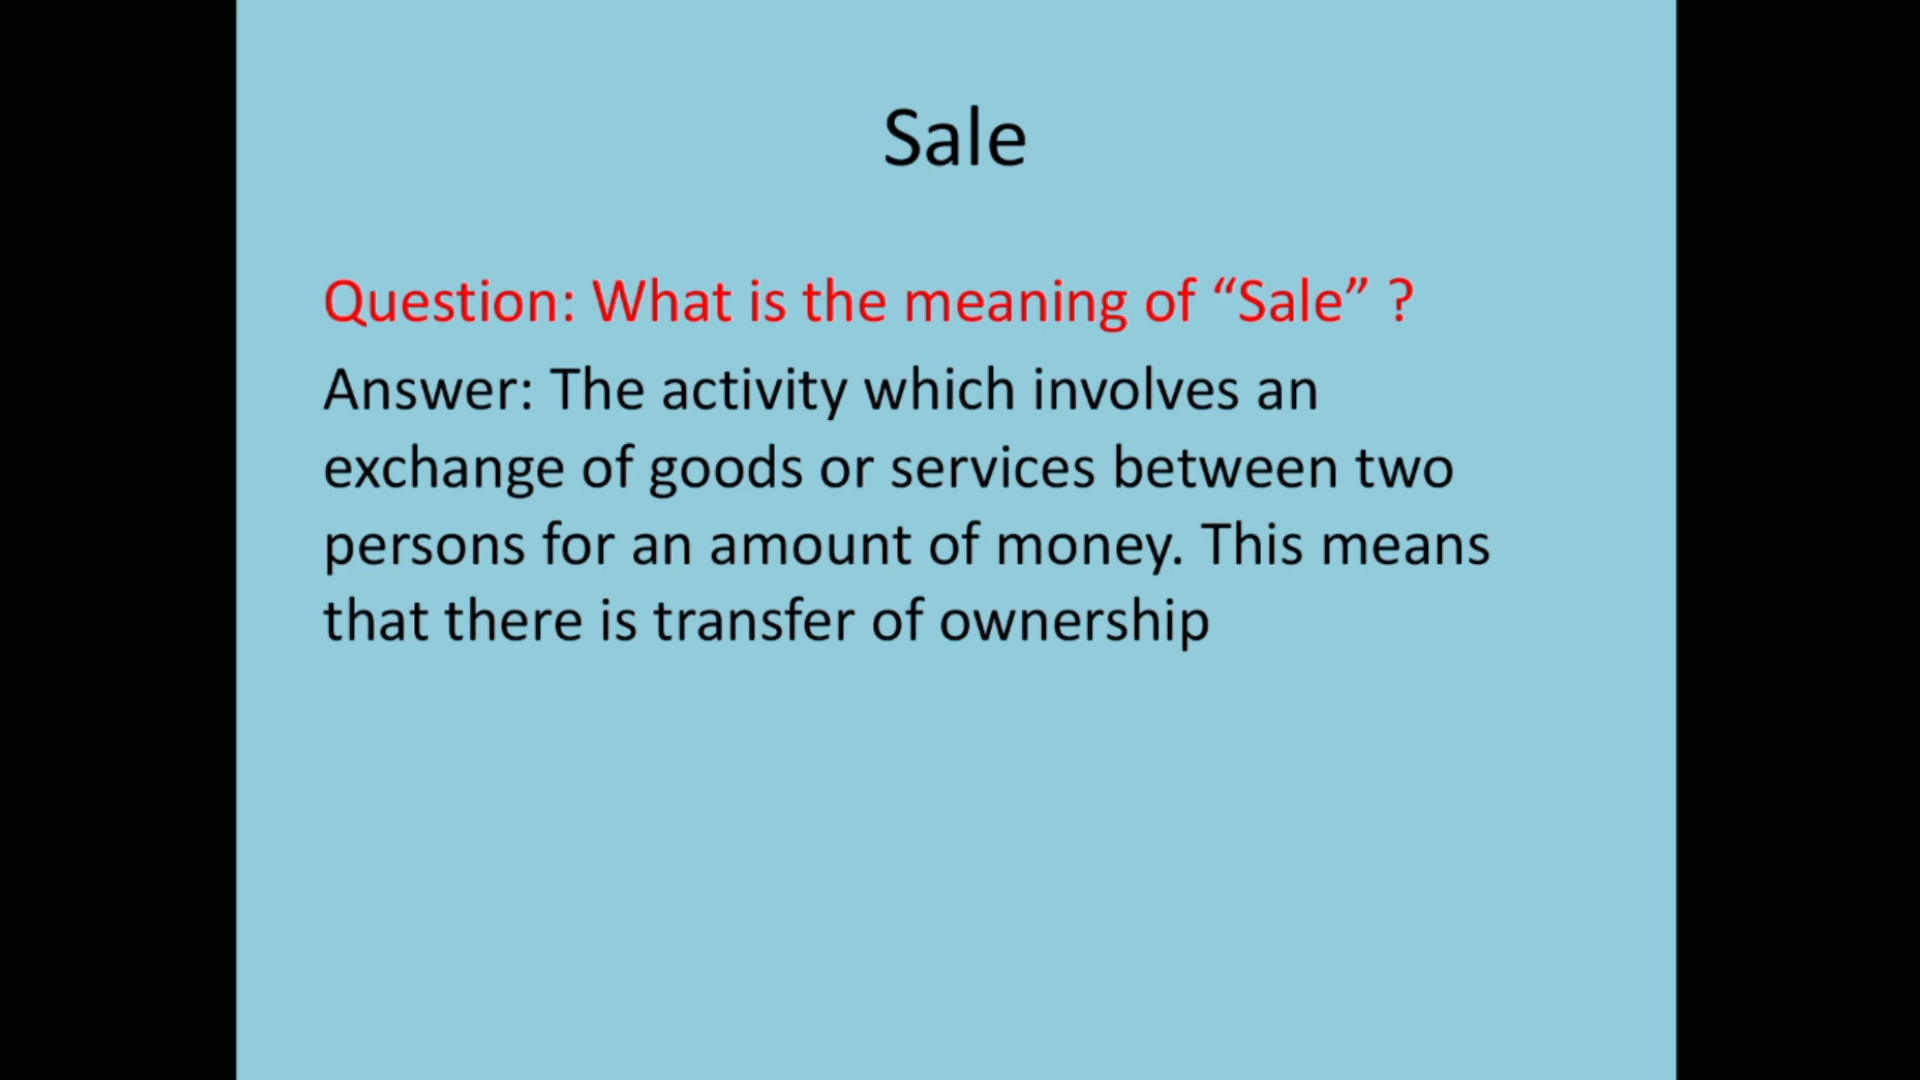 Sale
Question: What is the meaning of “Sale” ?
Answer: The activity which involves an
exchange of goods or services between two
persons for an amount of money. This means
that there is transfer of ownership